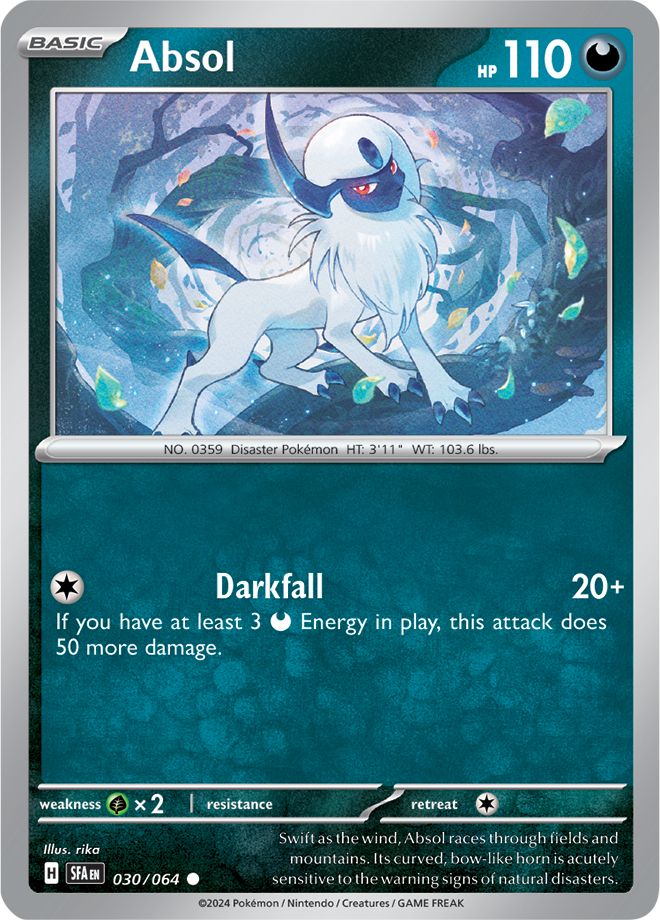 BASIC
Absol
HP 110
NO. 0359 Disaster Pokémon HT: 3'11" WT: 103.6 lbs.
Darkfall 20+
If you have at least 3 Energy in play, this attack does
50 more damage.
weakness ×2 resistance retreat
Illus. rika
Swift as the wind, Absol races through fields and
mountains. Its curved, bow-like horn is acutely
sensitive to the warning signs of natural disasters.
H SFA EN 030/064
©2024 Pokémon / Nintendo / Creatures / GAME FREAK